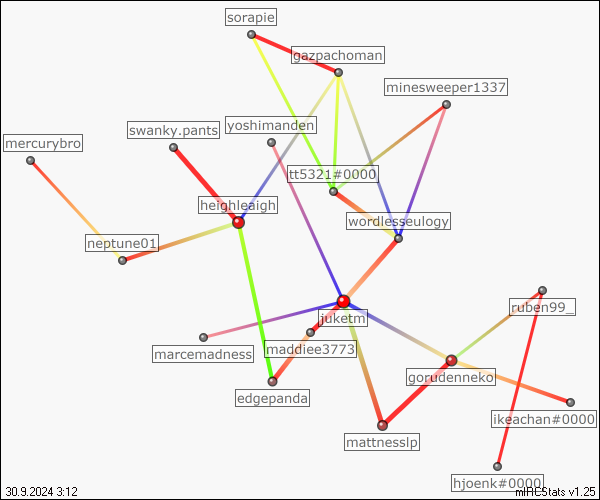 sorapie
gazpachoman
minesweeper1337
yoshimanden
swanky.pants
mercurybro
tt5321#0000
heighleaigh
wordlesseulogy
neptune01
ruben99_
juketm
maddiee3773
marcemadness
gorudenneko
edgepanda
ikeachan#0000
mattnesslp
hjoenk#0000
30.9.2024 3:12
mIRCStats v1.25